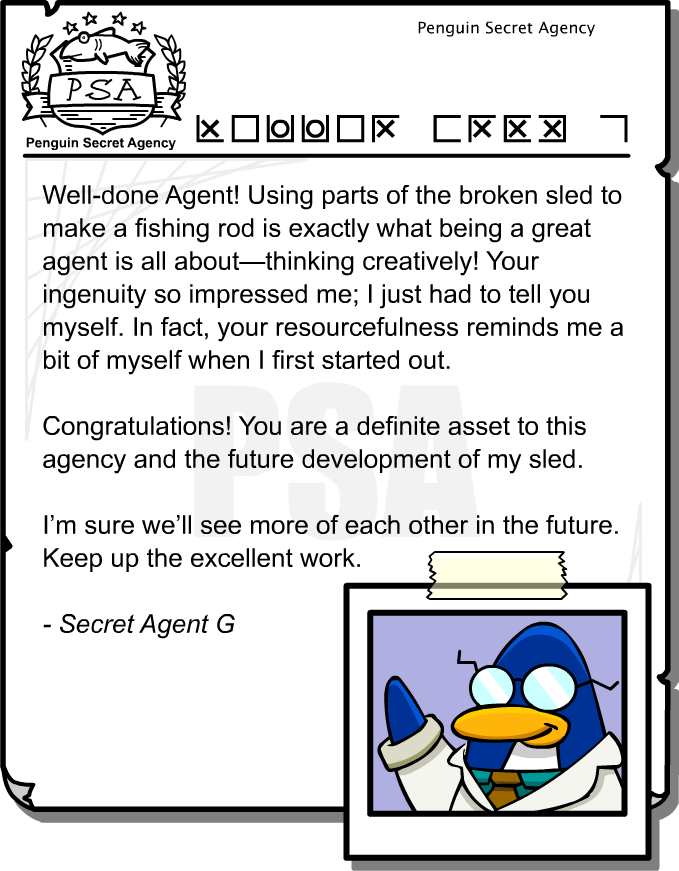 Penguin Secret Agency
PSA
Penguin Secret Agency
Well-done Agent! Using parts of the broken sled to
make a fishing rod is exactly what being a great
agent is all about—thinking creatively! Your
ingenuity so impressed me; I just had to tell you
myself. In fact, your resourcefulness reminds me a
bit of myself when I first started out.
PSA
Congratulations! You are a definite asset to this
agency and the future development of my sled.
I’m sure we’ll see more of each other in the future.
Keep up the excellent work.
- Secret Agent G